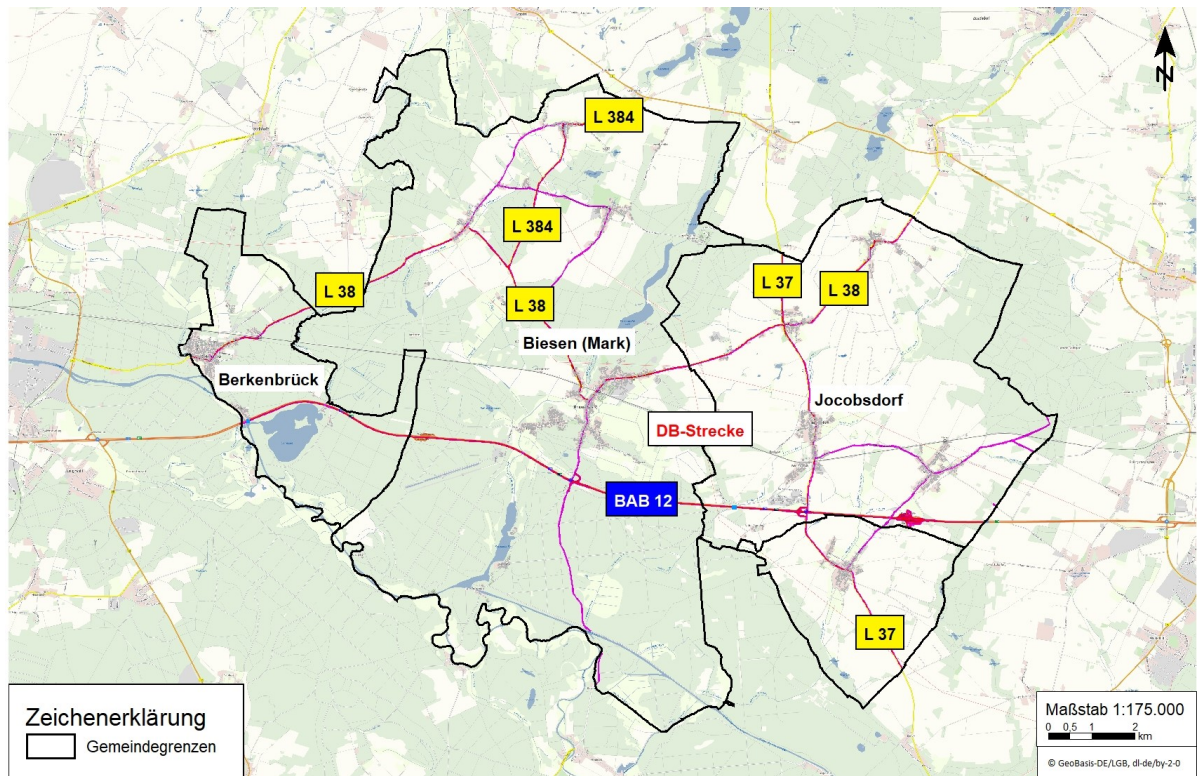 N
L 384
L 384
L 37
L 38
L 38
L 38
Biesen (Mark)
Berkenbrück
Jocobsdorf
DB-Strecke
BAB 12
L 37
Zeichenerklärung
Gemeindegrenzen
Maßstab 1:175.000
0 0,5 1 2
km
© GeoBasis-DE/LGB, dl-de/by-2-0